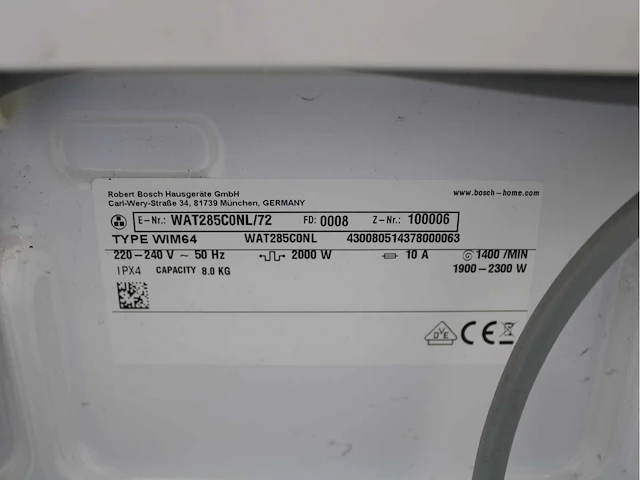 Robert Bosch Hausgeräte GmbH www.bosch-home.com
Carl-Wery-Straße 34, 81739 München, GERMANY
E-Nr.: WAT285C0NL/72 FD: 0008 Z-Nr.: 100006
TYPE WIM64 WAT285C0NL 430080514378000063
220-240 V ~ 50 Hz 2000 W 10 A 1400 /MIN
IPX4 CAPACITY 8.0 KG 1900-2300 W
DVE CE